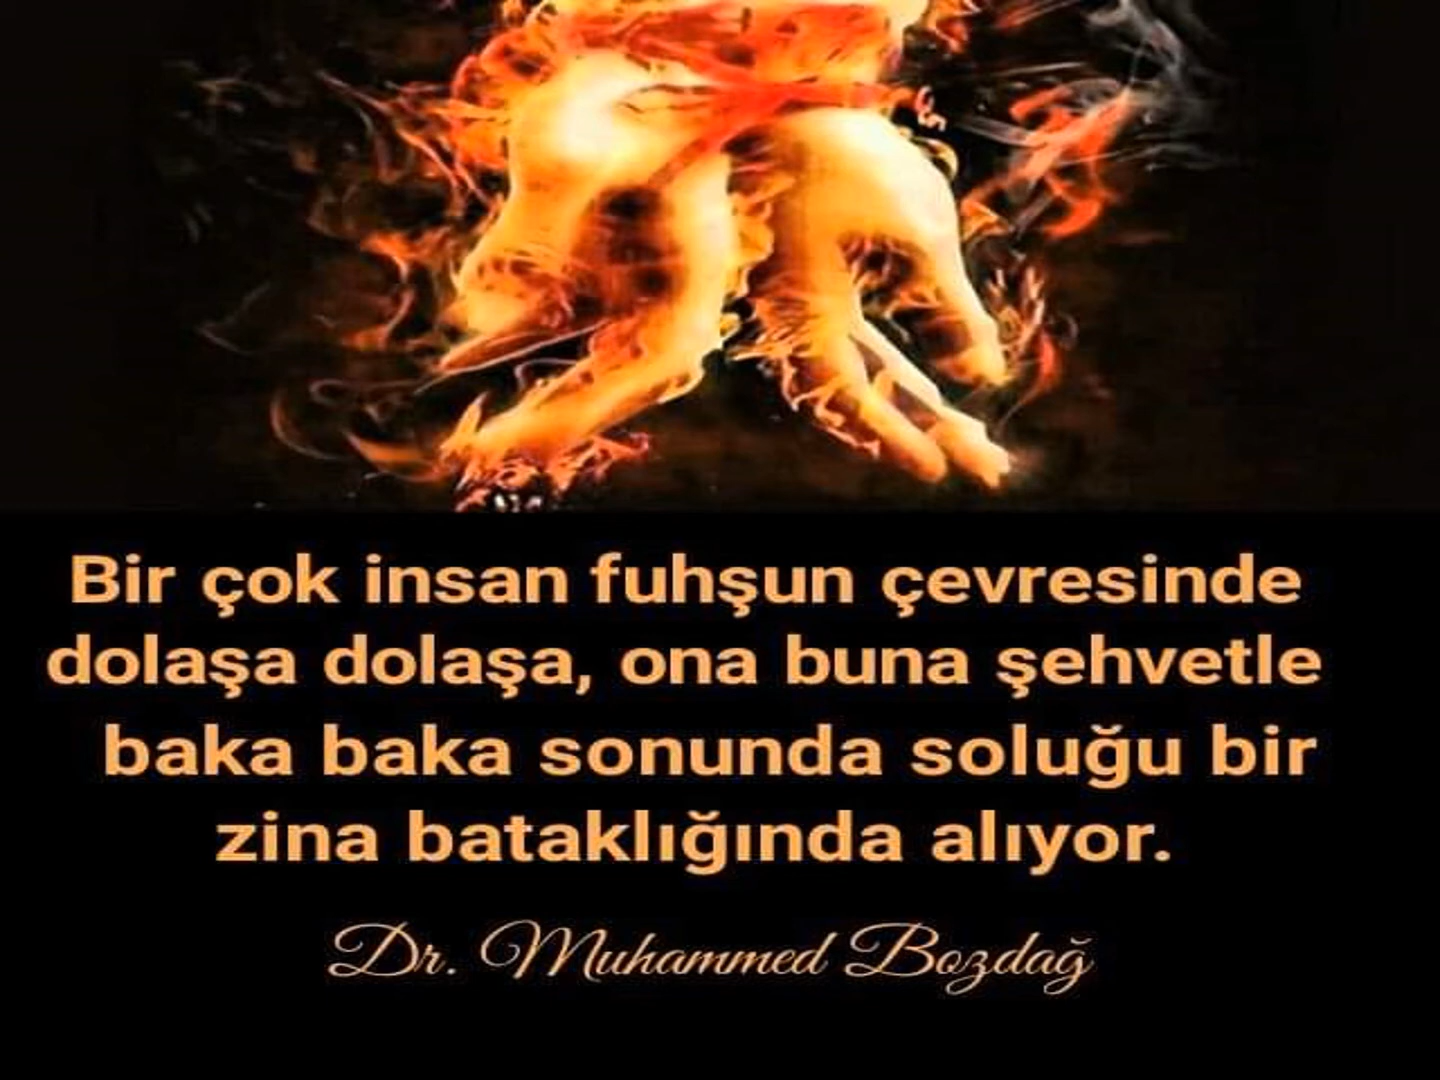 Bir çok insan fuhşun çevresinde
dolaşa dolaşa, ona buna şehvetle
baka baka sonunda soluğu bir
zina bataklığında alıyor.
Dr. Muhammed Bozdağ